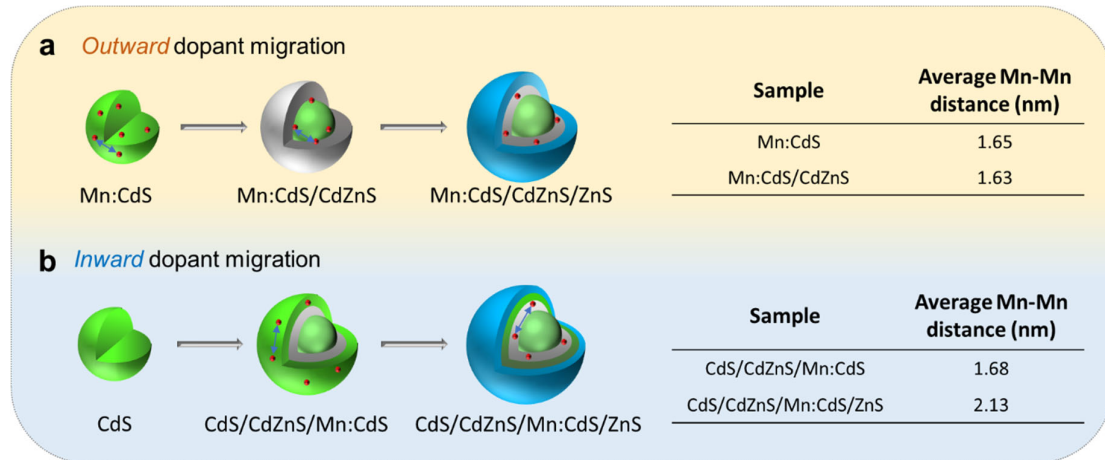 a Outward dopant migration
Mn:CdS
Mn:CdS/CdZnS
Mn:CdS/CdZnS/ZnS
Sample
Average Mn-Mn
distance (nm)
Mn:CdS 1.65
Mn:CdS/CdZnS 1.63
b Inward dopant migration
CdS
CdS/CdZnS/Mn:CdS
CdS/CdZnS/Mn:CdS/ZnS
Sample
Average Mn-Mn
distance (nm)
CdS/CdZnS/Mn:CdS 1.68
CdS/CdZnS/Mn:CdS/ZnS 2.13